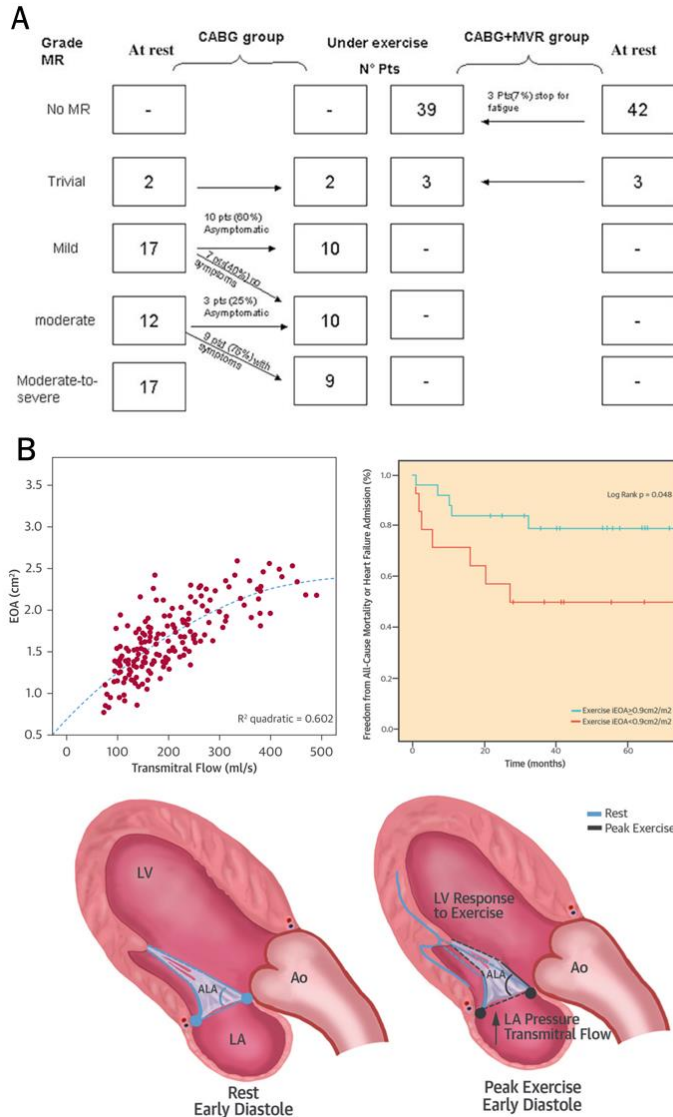 A
Grade
MR
At rest
CABG group
Under exercise
N° Pts
CABG+MVR group
At rest
No MR
-
-
39
3 Pts(7%) stop for
fatigue
42
Trivial
2
2
3
3
Mild
17
10 pts (60%)
Asymptomatic
7 pts(40%) no
symptoms
10
-
-
moderate
12
3 pts (25%)
Asymptomatic
9 pts (75%) with
symptoms
10
-
-
Moderate-to-
severe
17
9
-
-
B
EOA (cm²)
3.5
3.0
2.5
2.0
1.5
1.0
0.5
R² quadratic = 0.602
0 100 200 300 400 500
Transmitral Flow (ml/s)
Freedom from All-Cause Mortality or Heart Failure Admission (%)
1.0
0.8
0.6
0.4
0.2
0.0
Log Rank p = 0.048
Exercise iEOA≥0.9cm2/m2
Exercise iEOA<0.9cm2/m2
0 20 40 60
Time (months)
LV
ALA
Ao
LA
Rest
Early Diastole
Rest
Peak Exercise
LV Response
to Exercise
ALA
Ao
LA Pressure
Transmitral Flow
Peak Exercise
Early Diastole